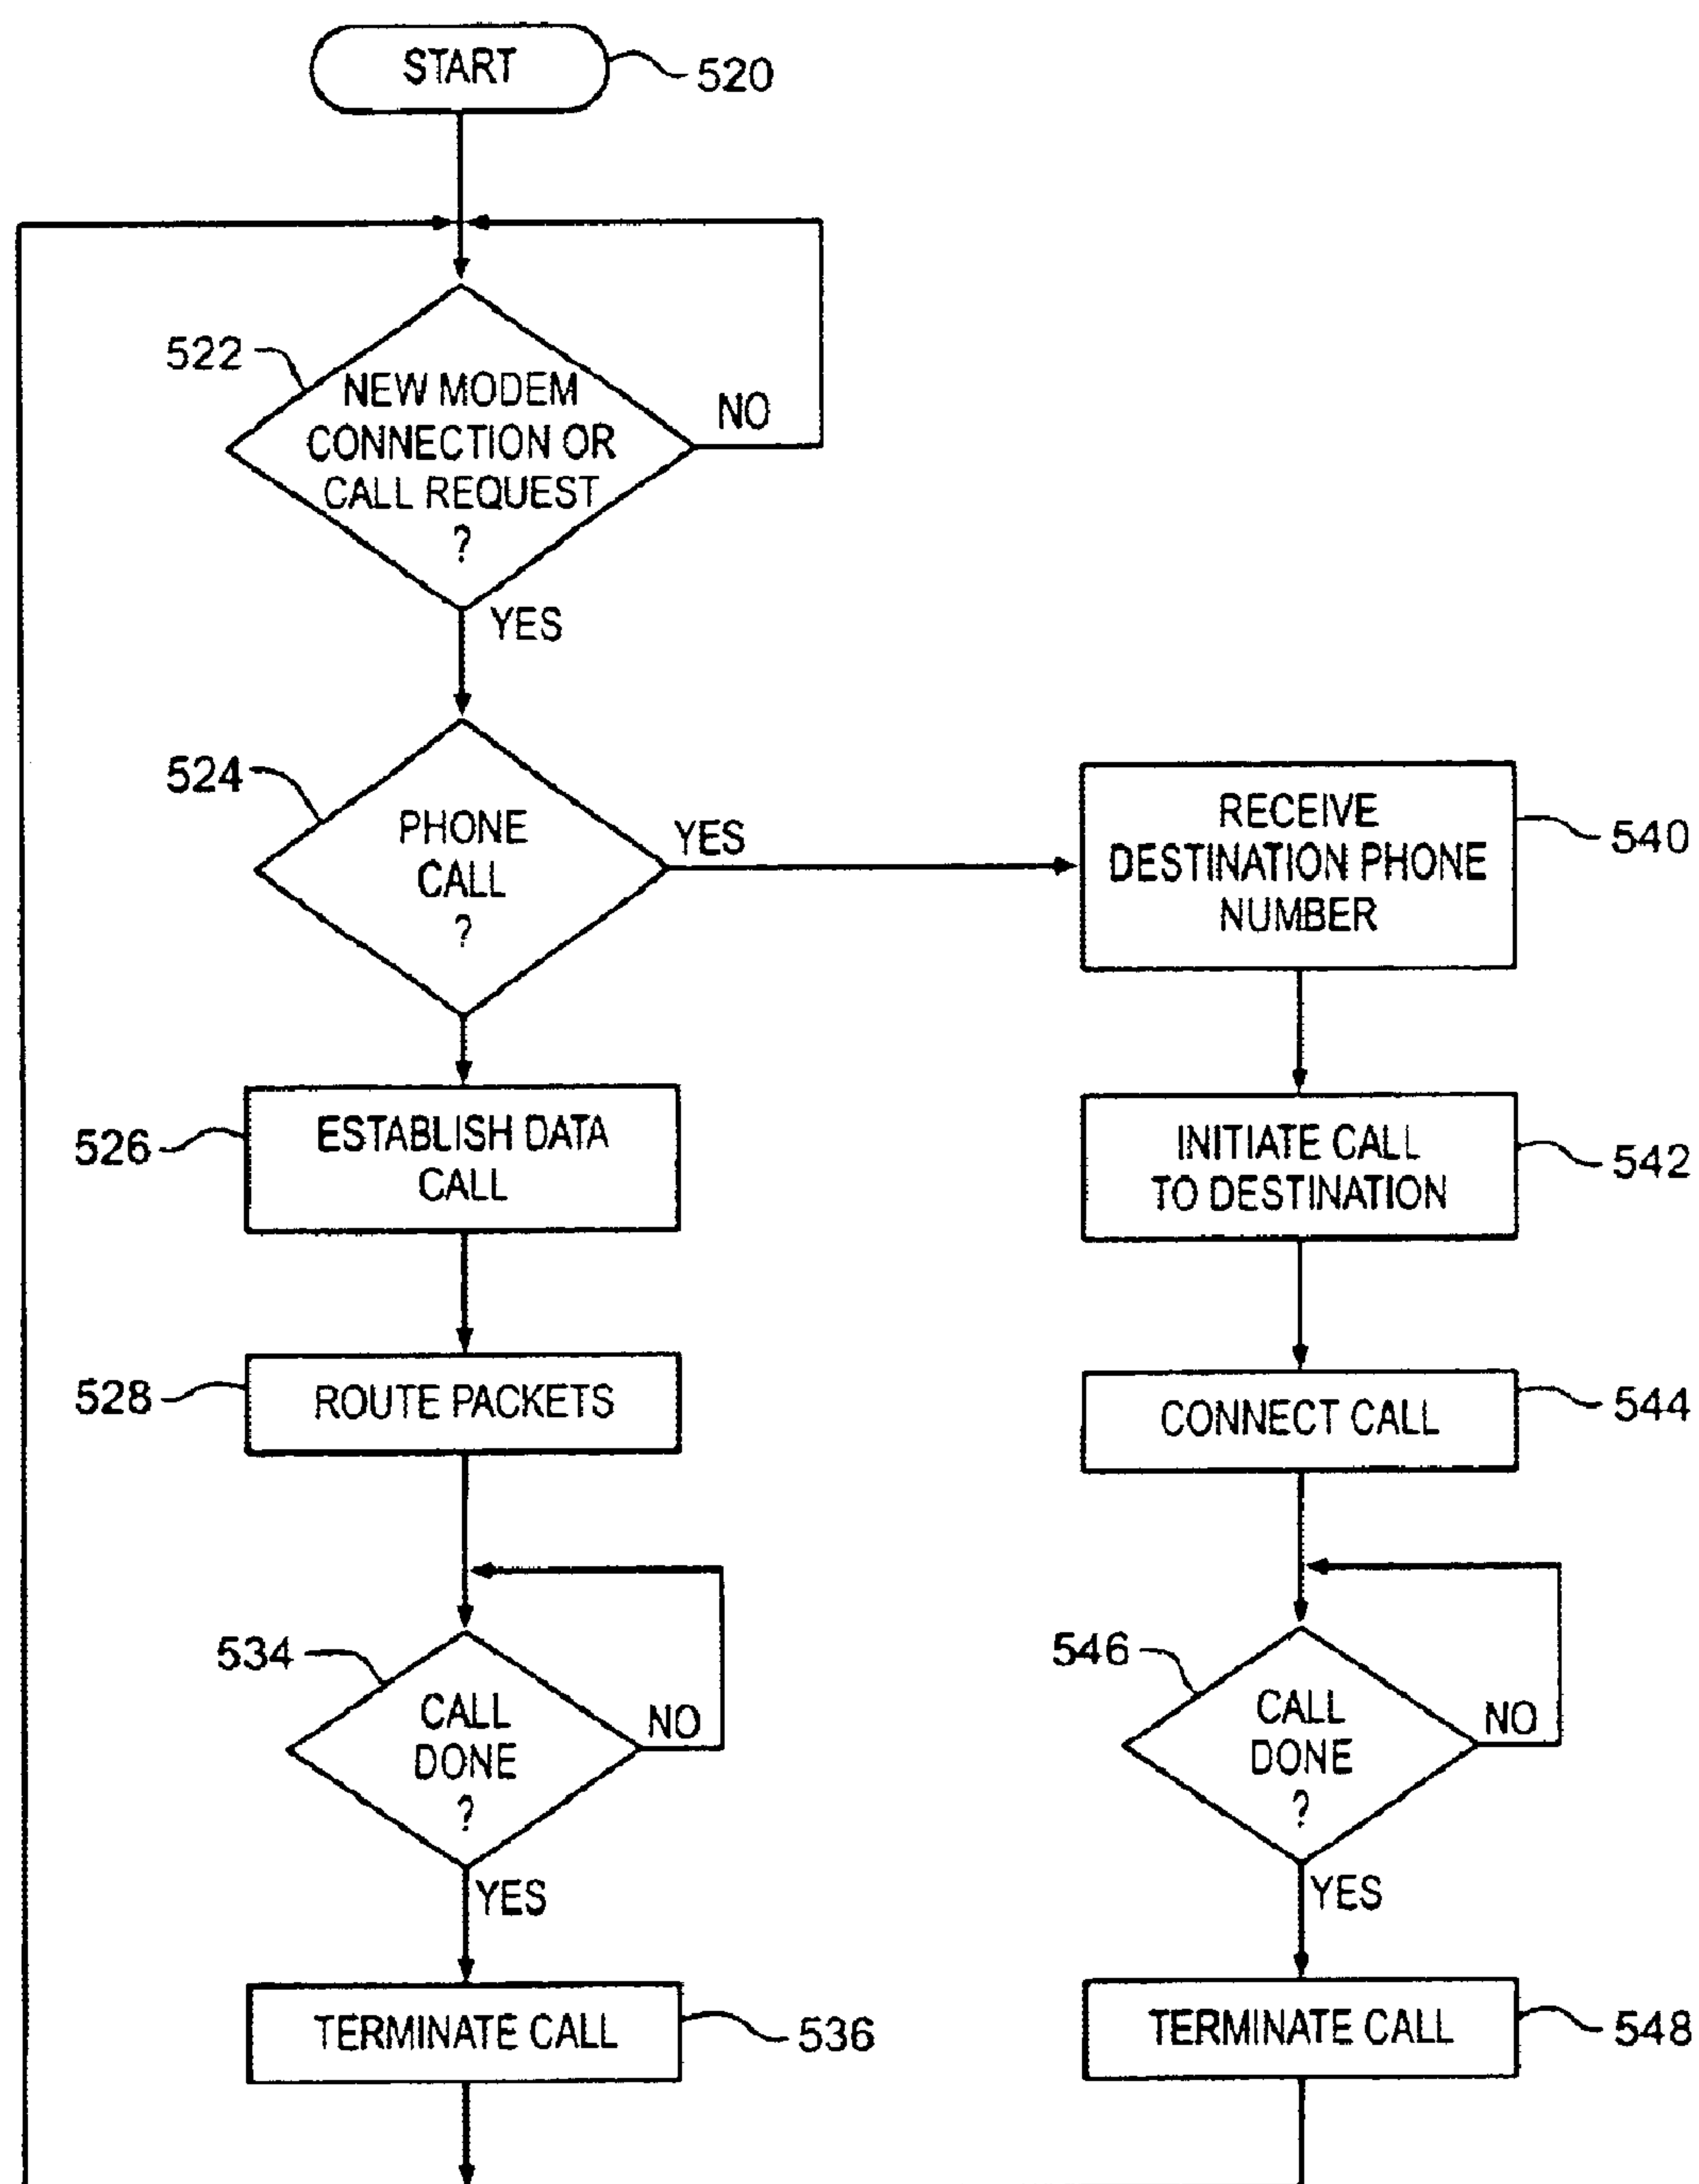 START
520
522
NEW MODEM
CONNECTION OR
CALL REQUEST
?
NO
YES
524
PHONE
CALL
?
YES
RECEIVE
DESTINATION PHONE
NUMBER
540
526
ESTABLISH DATA
CALL
INITIATE CALL
TO DESTINATION
542
528
ROUTE PACKETS
CONNECT CALL
544
534
CALL
DONE
?
NO
YES
546
CALL
DONE
?
NO
YES
TERMINATE CALL
536
TERMINATE CALL
548